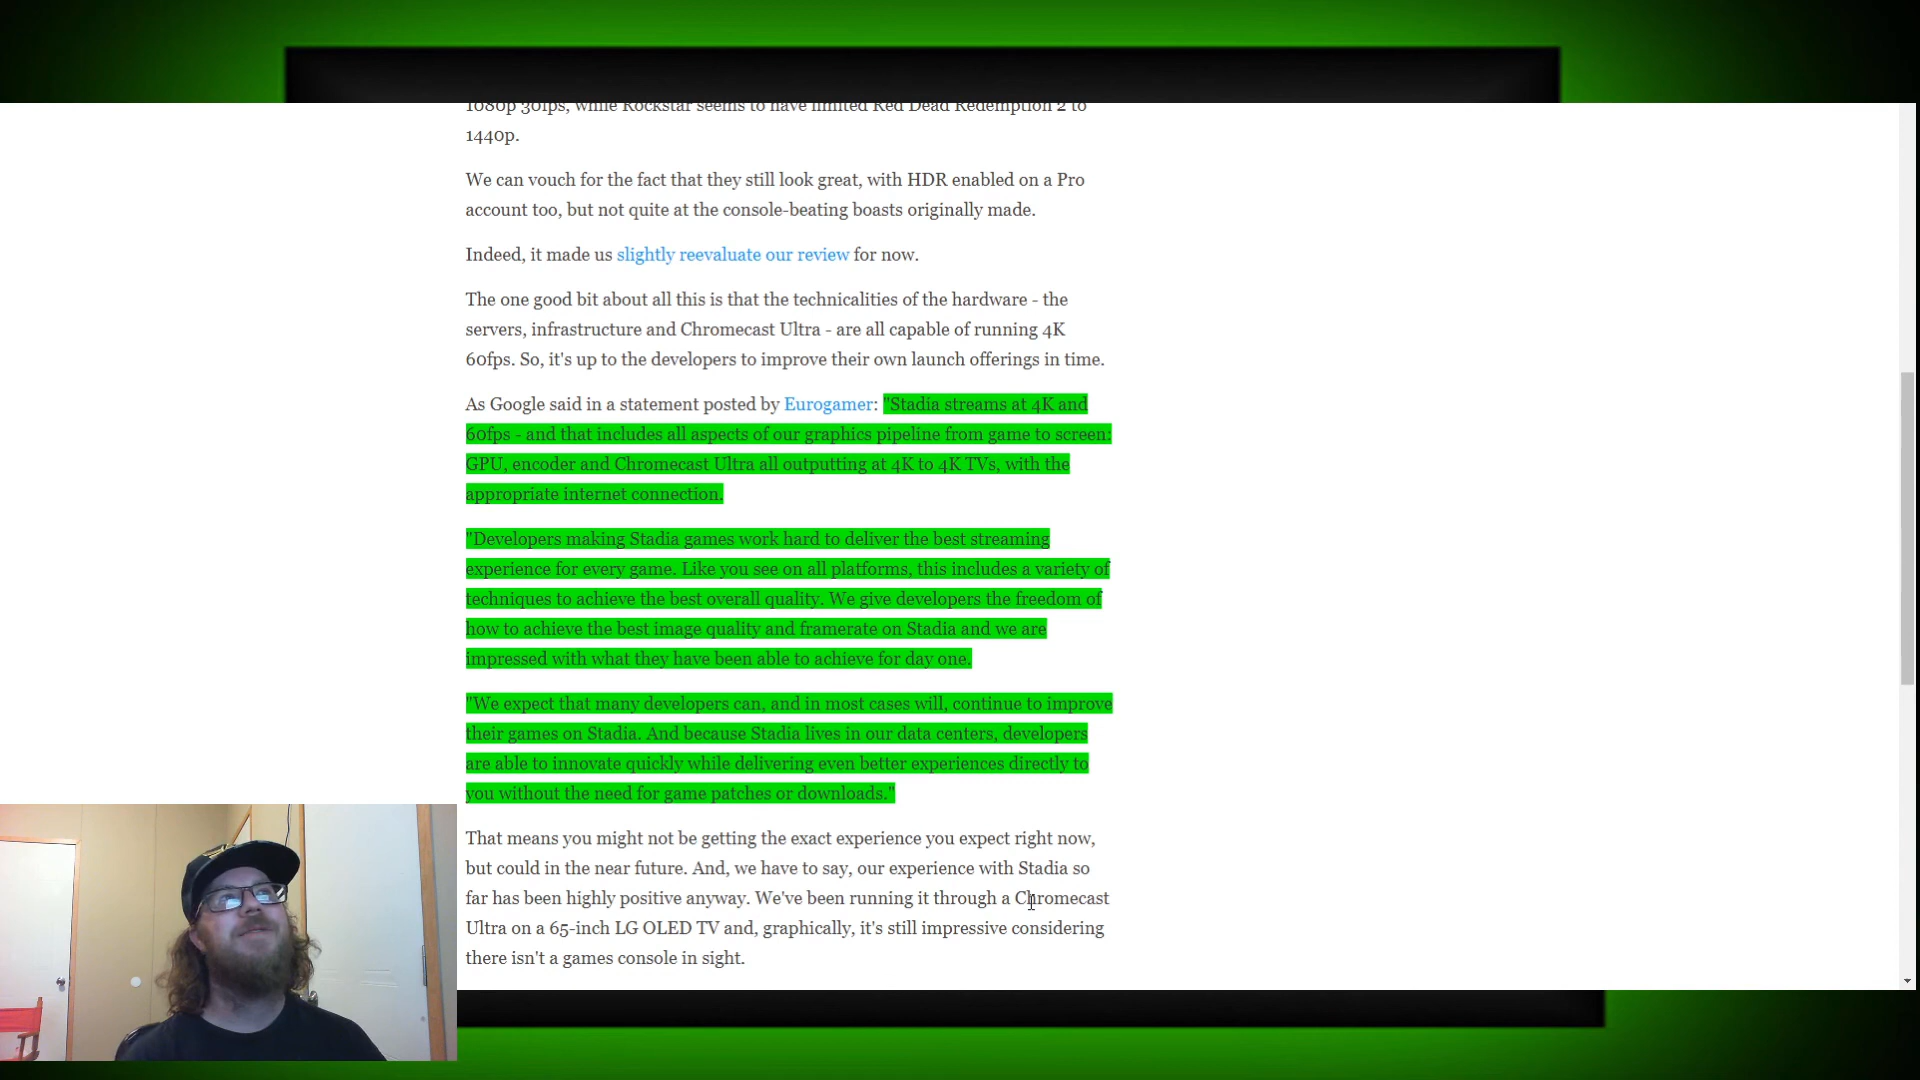 1080p 30fps, while Rockstar seems to have limited Red Dead Redemption 2 to
1440p.
We can vouch for the fact that they still look great, with HDR enabled on a Pro
account too, but not quite at the console-beating boasts originally made.
Indeed, it made us slightly reevaluate our review for now.
The one good bit about all this is that the technicalities of the hardware - the
servers, infrastructure and Chromecast Ultra - are all capable of running 4K
60fps. So, it's up to the developers to improve their own launch offerings in time.
As Google said in a statement posted by Eurogamer: "Stadia streams at 4K and
60fps - and that includes all aspects of our graphics pipeline from game to screen:
GPU, encoder and Chromecast Ultra all outputting at 4K to 4K TVs, with the
appropriate internet connection.
"Developers making Stadia games work hard to deliver the best streaming
experience for every game. Like you see on all platforms, this includes a variety of
techniques to achieve the best overall quality. We give developers the freedom of
how to achieve the best image quality and framerate on Stadia and we are
impressed with what they have been able to achieve for day one.
"We expect that many developers can, and in most cases will, continue to improve
their games on Stadia. And because Stadia lives in our data centers, developers
are able to innovate quickly while delivering even better experiences directly to
you without the need for game patches or downloads."
That means you might not be getting the exact experience you expect right now,
but could in the near future. And, we have to say, our experience with Stadia so
far has been highly positive anyway. We've been running it through a Chromecast
Ultra on a 65-inch LG OLED TV and, graphically, it's still impressive considering
there isn't a games console in sight.